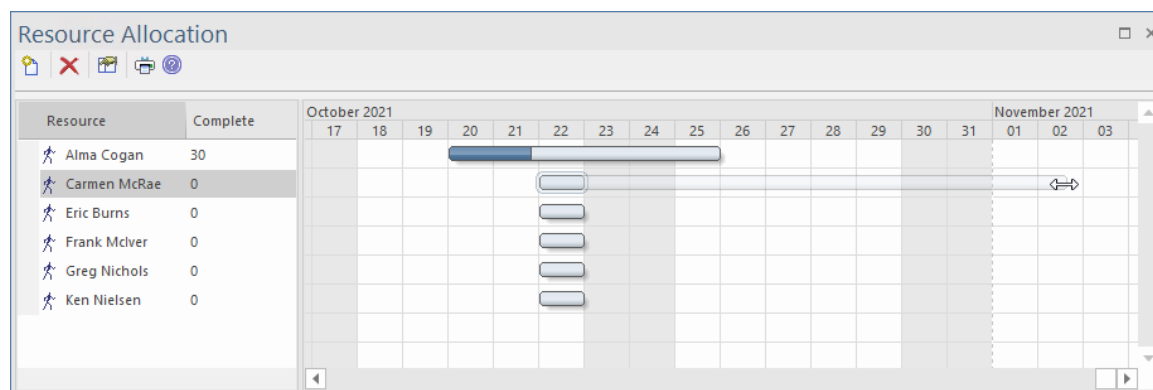 Resource Allocation
Resource Complete
October 2021 November 2021
17 18 19 20 21 22 23 24 25 26 27 28 29 30 31 01 02 03
Alma Cogan 30
Carmen McRae 0
Eric Burns 0
Frank McIver 0
Greg Nichols 0
Ken Nielsen 0